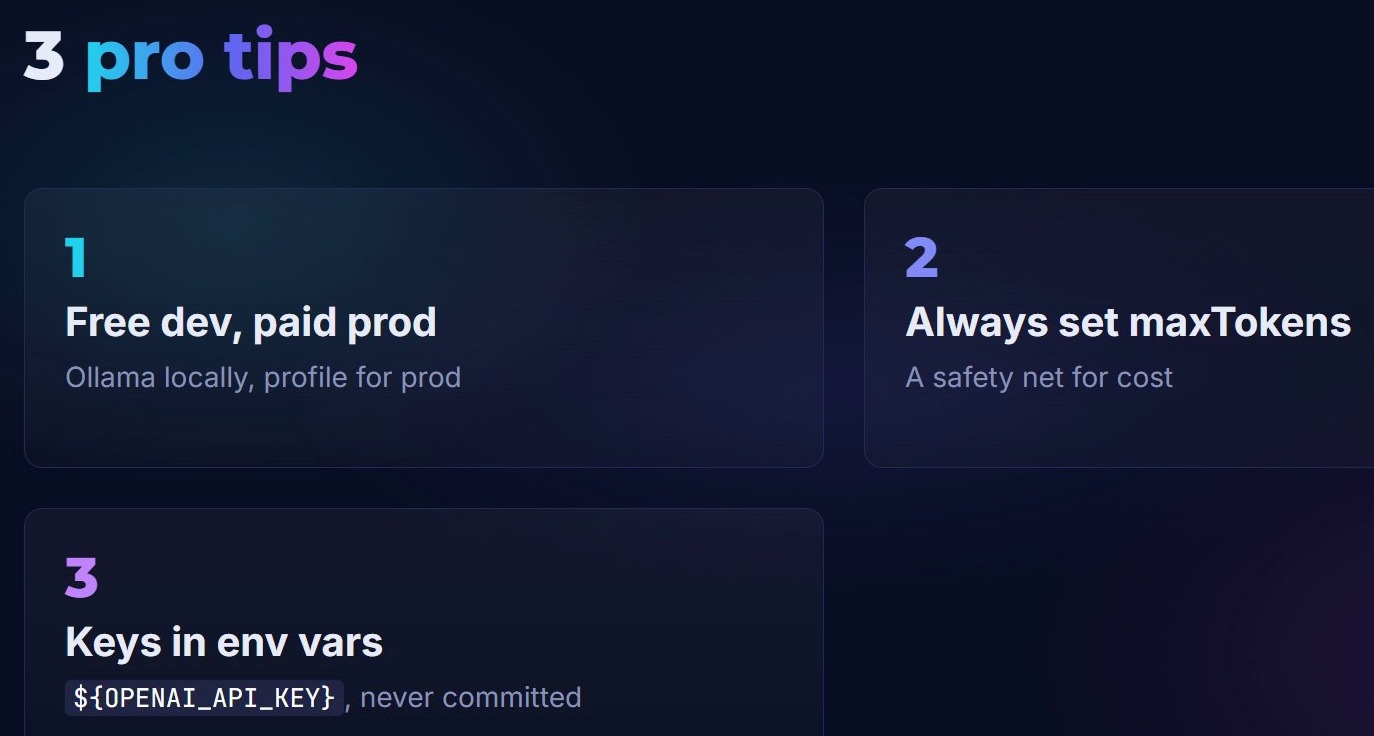 3 pro tips
1
Free dev, paid prod
Ollama locally, profile for prod
2
Always set maxTokens
A safety net for cost
3
Keys in env vars
${OPENAI_API_KEY}, never committed